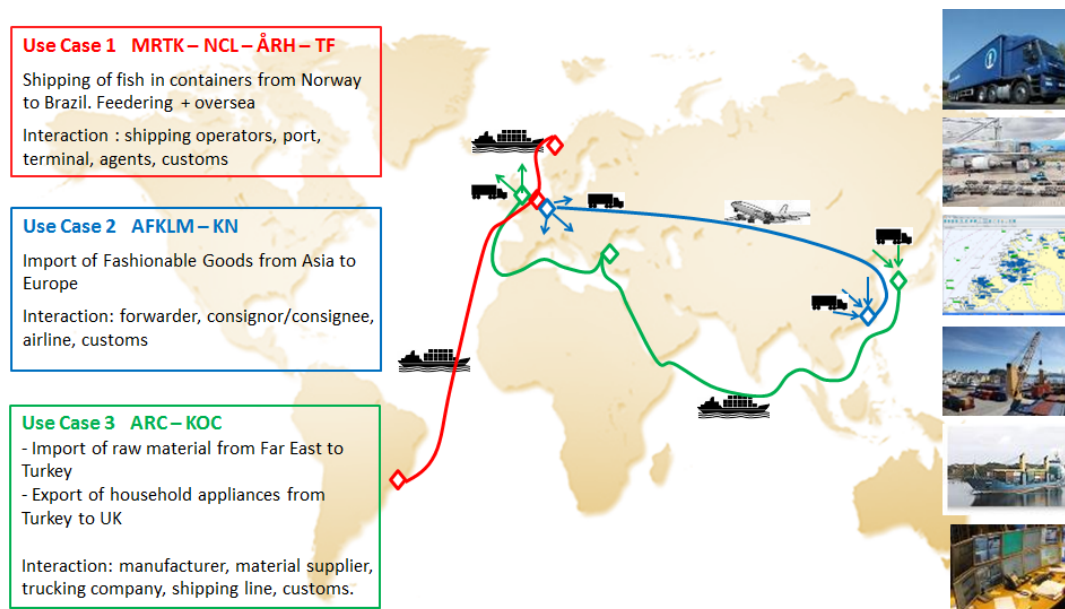 Use Case 1 MRTK – NCL – ÅRH – TF
Shipping of fish in containers from Norway
to Brazil. Feedering + oversea
Interaction : shipping operators, port,
terminal, agents, customs
Use Case 2 AFKLM – KN
Import of Fashionable Goods from Asia to
Europe
Interaction: forwarder, consignor/consignee,
airline, customs
Use Case 3 ARC – KOC
- Import of raw material from Far East to
Turkey
- Export of household appliances from
Turkey to UK
Interaction: manufacturer, material supplier,
trucking company, shipping line, customs.